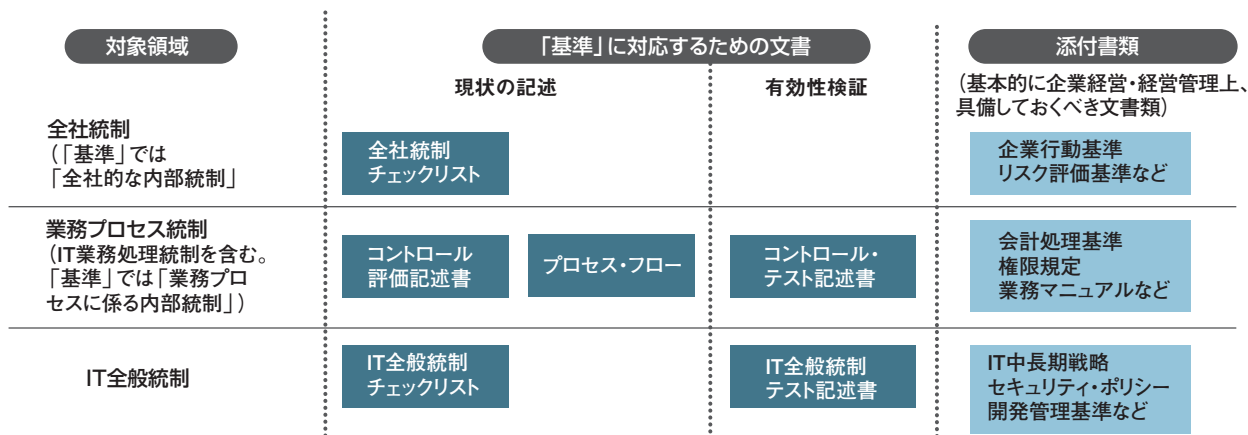 対象領域
「基準」に対応するための文書
添付書類
現状の記述
有効性検証
(基本的に企業経営・経営管理上、
具備しておくべき文書類)
全社統制
(「基準」では
「全社的な内部統制」
全社統制
チェックリスト
企業行動基準
リスク評価基準など
業務プロセス統制
(IT業務処理統制を含む。
「基準」では「業務プロ
セスに係る内部統制」)
コントロール
評価記述書
プロセス・フロー
コントロール・
テスト記述書
会計処理基準
権限規定
業務マニュアルなど
IT全般統制
IT全般統制
チェックリスト
IT全般統制
テスト記述書
IT中長期戦略
セキュリティ・ポリシー
開発管理基準など